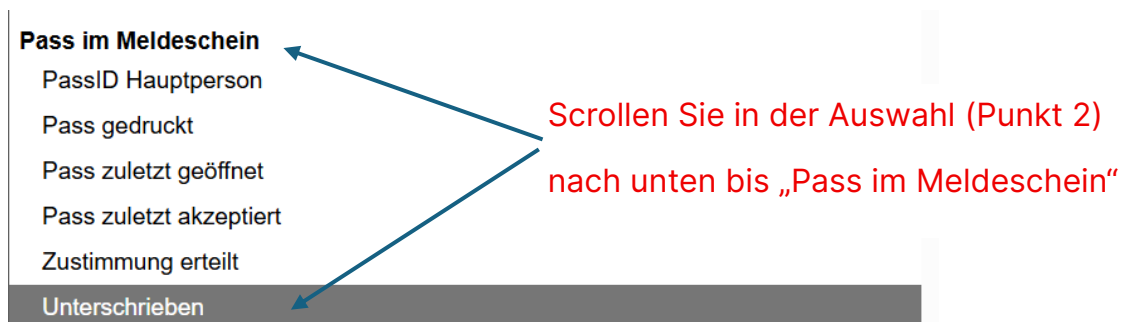 Pass im Meldeschein
PassID Hauptperson
Pass gedruckt
Pass zuletzt geöffnet
Pass zuletzt akzeptiert
Zustimmung erteilt
Unterschrieben
Scrollen Sie in der Auswahl (Punkt 2)
nach unten bis „Pass im Meldeschein“